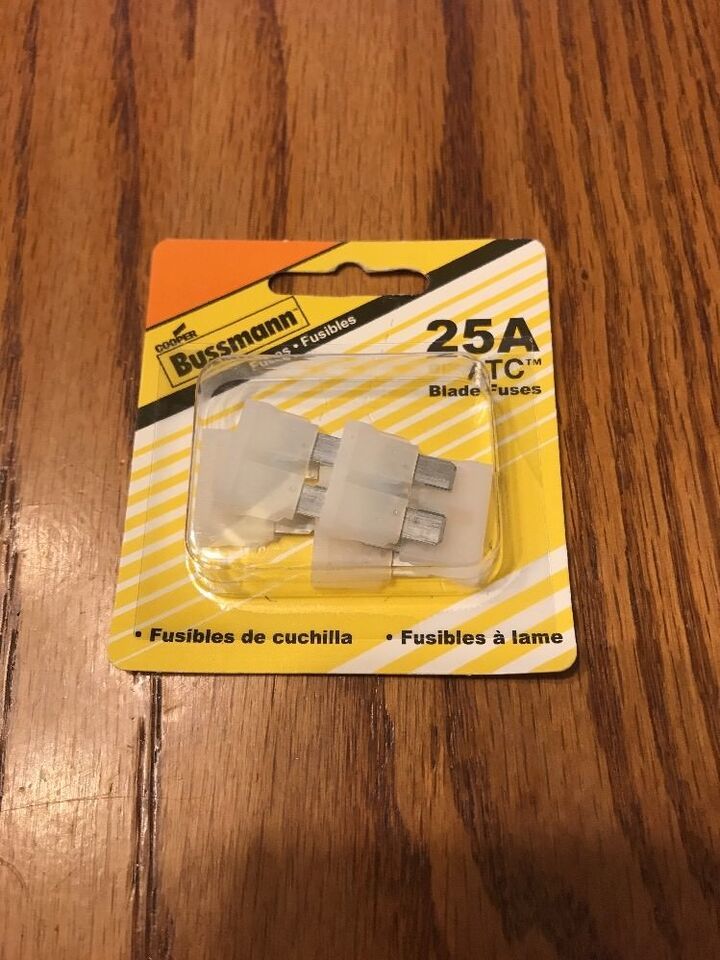 COOPER
Bussmann
Fuses • Fusibles
25A
ATC™
Blade Fuses
• Fusibles de cuchilla
• Fusibles à lame